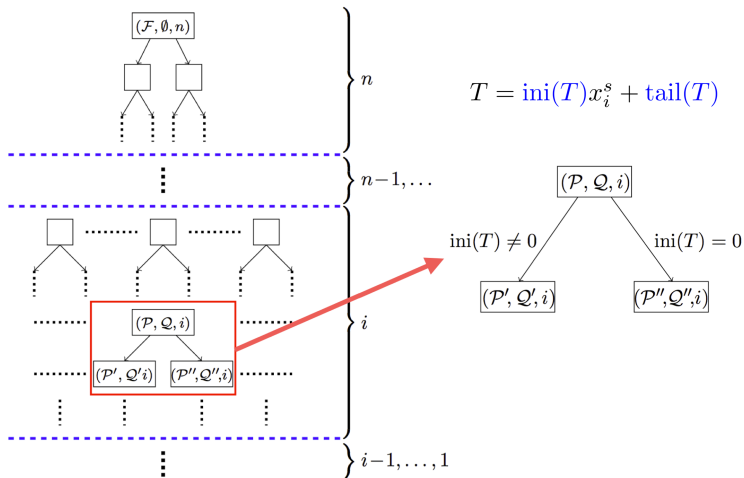 (𝓕, ∅, n)
n
T = ini(T)x_i^s + tail(T)
n−1, …
(𝒫, 𝒬, i)
ini(T) ≠ 0
ini(T) = 0
(𝒫′, 𝒬′, i)
(𝒫′′,𝒬′′,i)
(𝒫, 𝒬, i)
i
(𝒫′, 𝒬′i)
(𝒫′′,𝒬′′,i)
i−1, … , 1